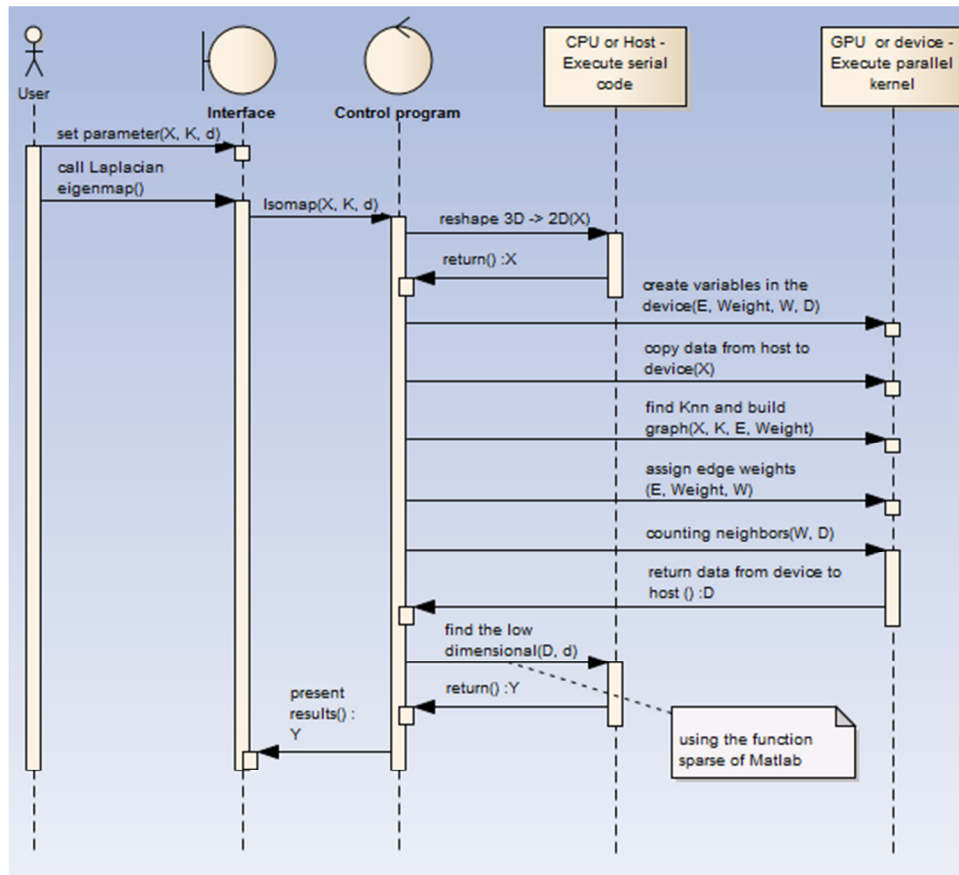 CPU or Host -
Execute serial
code
GPU or device -
Execute parallel
kernel
User
Interface
Control program
set parameter(X, K, d)
call Laplacian
eigenmap()
Isomap(X, K, d)
reshape 3D -> 2D(X)
return() :X
create variables in the
device(E, Weight, W, D)
copy data from host to
device(X)
find Knn and build
graph(X, K, E, Weight)
assign edge weights
(E, Weight, W)
counting neighbors(W, D)
return data from device to
host () :D
find the low
dimensional(D, d)
return() :Y
present
results() :
Y
using the function
sparse of Matlab